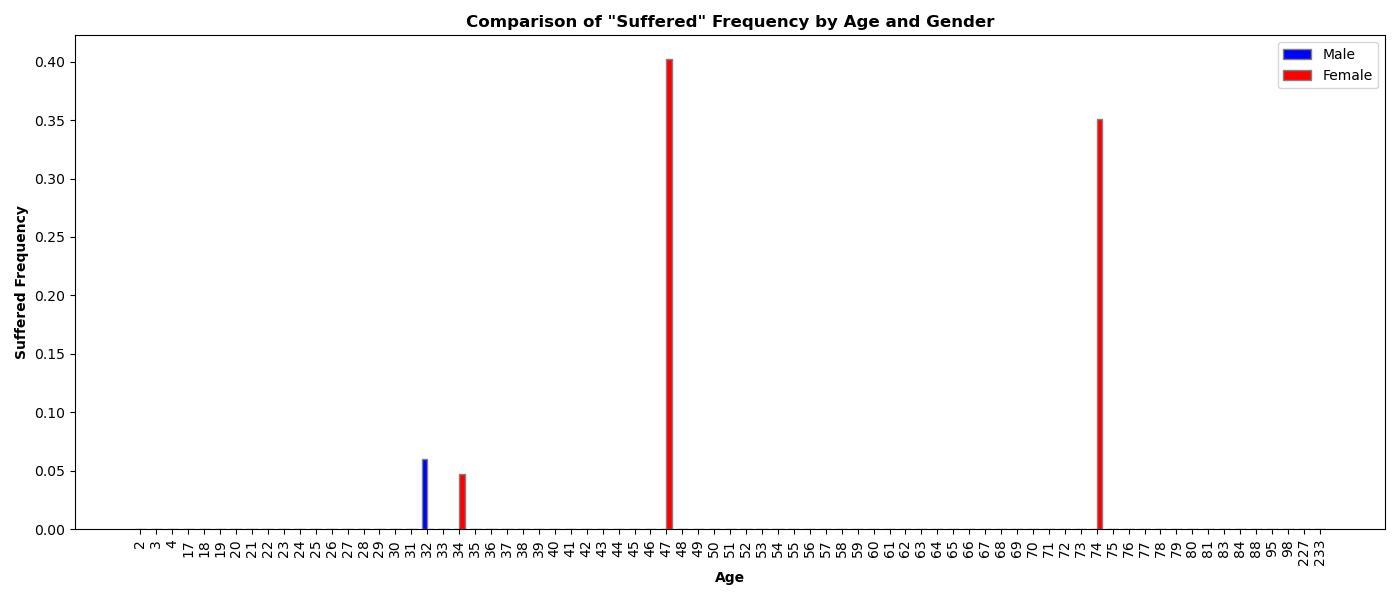 Comparison of "Suffered" Frequency by Age and Gender
Male
Female
Suffered Frequency
0.40
0.35
0.30
0.25
0.20
0.15
0.10
0.05
0.00
2 3 4 17 18 19 20 21 22 23 24 25 26 27 28 29 30 31 32 33 34 35 36 37 38 39 40 41 42 43 44 45 46 47 48 49 50 51 52 53 54 55 56 57 58 59 60 61 62 63 64 65 66 67 68 69 70 71 72 73 74 75 76 77 78 79 80 81 83 84 88 95 98 227 233
Age